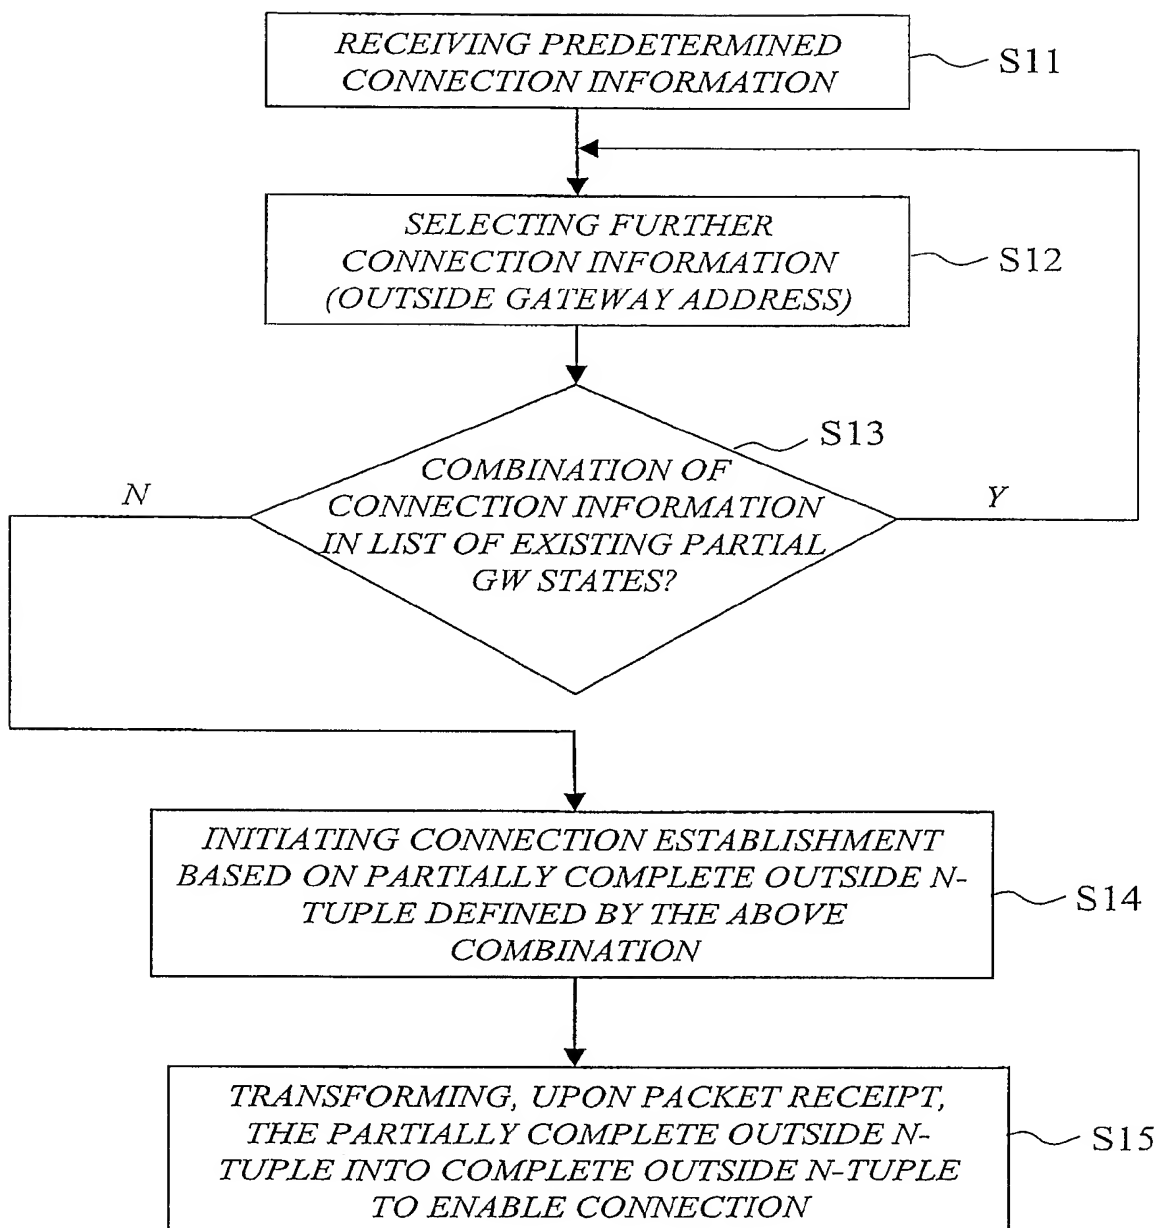 RECEIVING PREDETERMINED
CONNECTION INFORMATION
S11
SELECTING FURTHER
CONNECTION INFORMATION
(OUTSIDE GATEWAY ADDRESS)
S12
S13
COMBINATION OF
CONNECTION INFORMATION
IN LIST OF EXISTING PARTIAL
GW STATES?
N
Y
INITIATING CONNECTION ESTABLISHMENT
BASED ON PARTIALLY COMPLETE OUTSIDE N-
TUPLE DEFINED BY THE ABOVE
COMBINATION
S14
TRANSFORMING, UPON PACKET RECEIPT,
THE PARTIALLY COMPLETE OUTSIDE N-
TUPLE INTO COMPLETE OUTSIDE N-TUPLE
TO ENABLE CONNECTION
S15